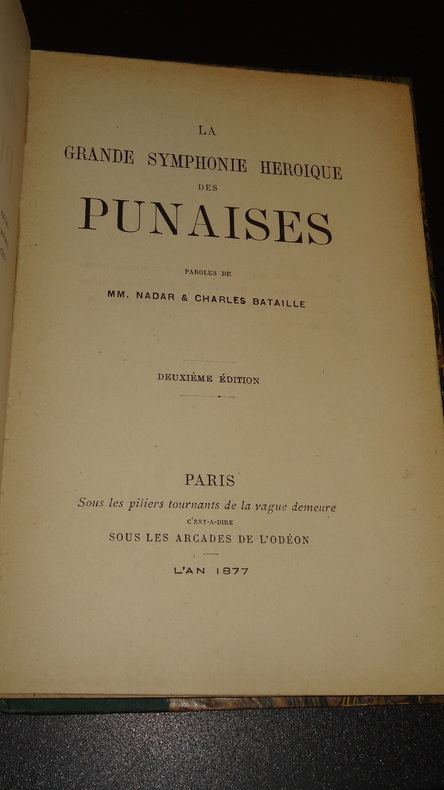 LA
GRANDE SYMPHONIE HEROIQUE
DES
PUNAISES
PAROLES DE
MM. NADAR & CHARLES BATAILLE
DEUXIÈME ÉDITION
PARIS
Sous les piliers tournants de la vague demeure
C'EST-A-DIRE
SOUS LES ARCADES DE L'ODÉON
L'AN 1877